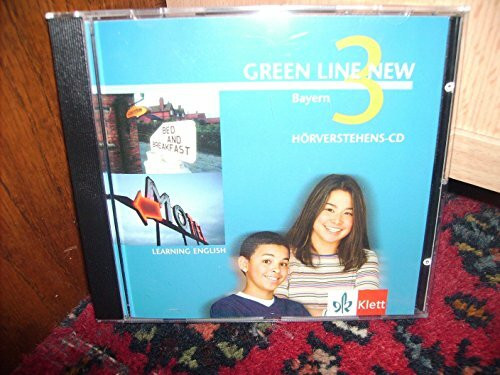 GREEN LINE NEW
3
Bayern
HÖRVERSTEHENS-CD
BED
AND
BREAKFAST
LEARNING ENGLISH
Klett